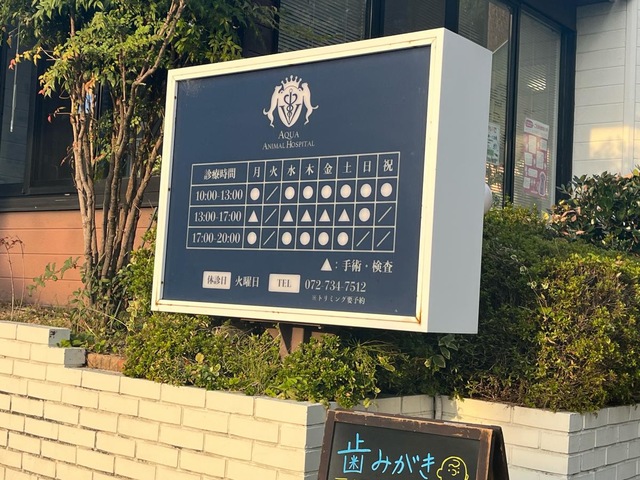 AQUA
ANIMAL HOSPITAL
診療時間 月 火 水 木 金 土 日 祝
10:00-13:00 ● ／ ● ● ● ● ● ●
13:00-17:00 ▲ ／ ▲ ▲ ▲ ▲ ● ／
17:00-20:00 ● ／ ● ● ● ● ／ ／
▲：手術・検査
休診日 火曜日 TEL 072-734-7512
※トリミング要予約
歯みがき